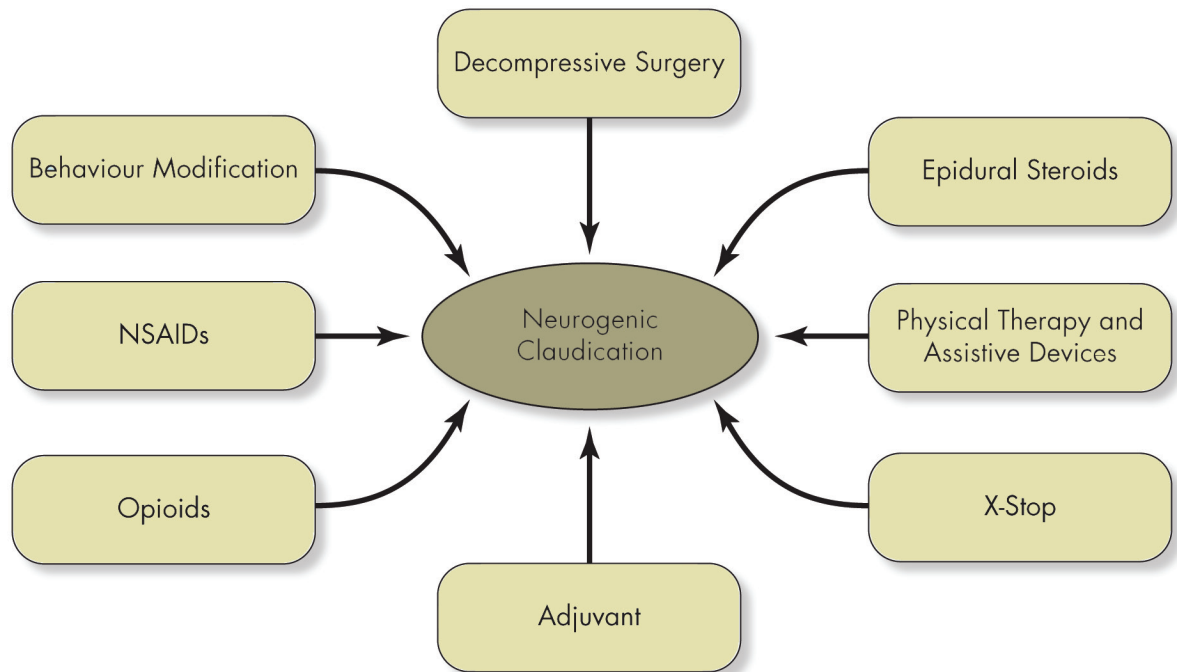 Decompressive Surgery
Behaviour Modification
Epidural Steroids
NSAIDs
Neurogenic
Claudication
Physical Therapy and
Assistive Devices
Opioids
X-Stop
Adjuvant